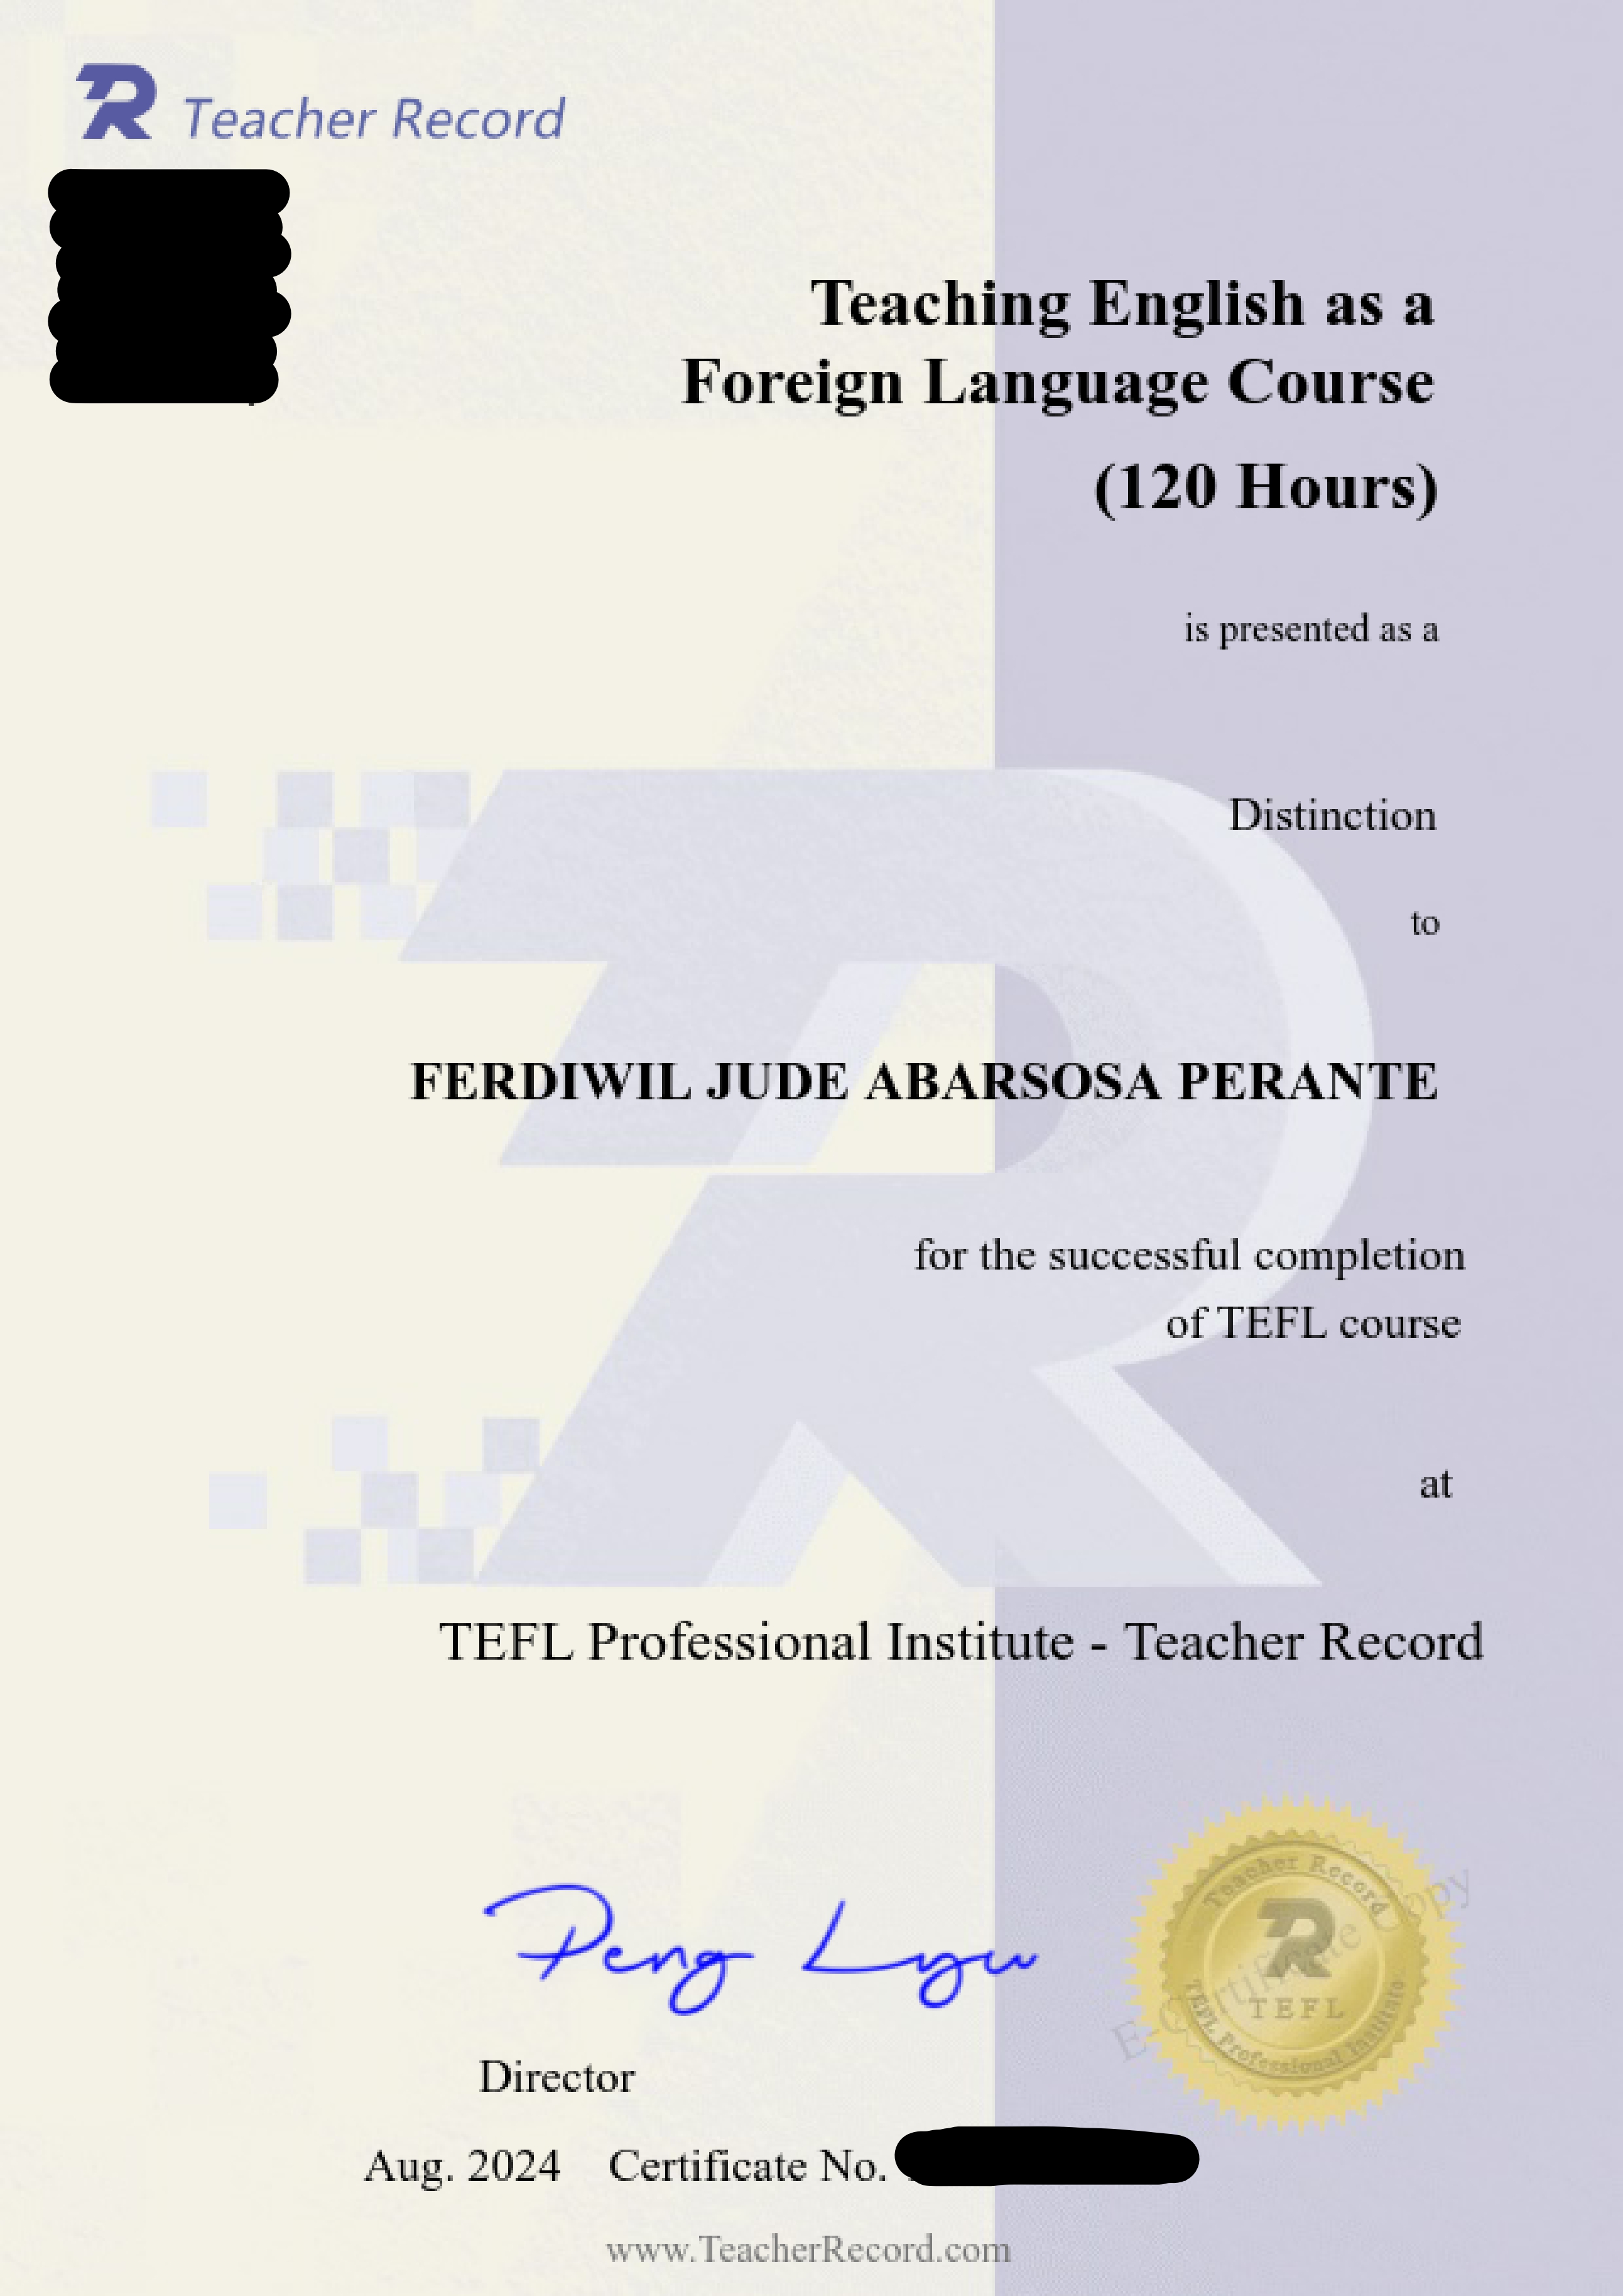 TR Teacher Record
Teaching English as a
Foreign Language Course
(120 Hours)
is presented as a
Distinction
to
FERDIWIL JUDE ABARSOSA PERANTE
for the successful completion
of TEFL course
at
TEFL Professional Institute - Teacher Record
Peng Lyu
Teacher Record
TR
TEFL
TEFL Professional Institute
E-Certificate Copy
Director
Aug. 2024 Certificate No.
www.TeacherRecord.com